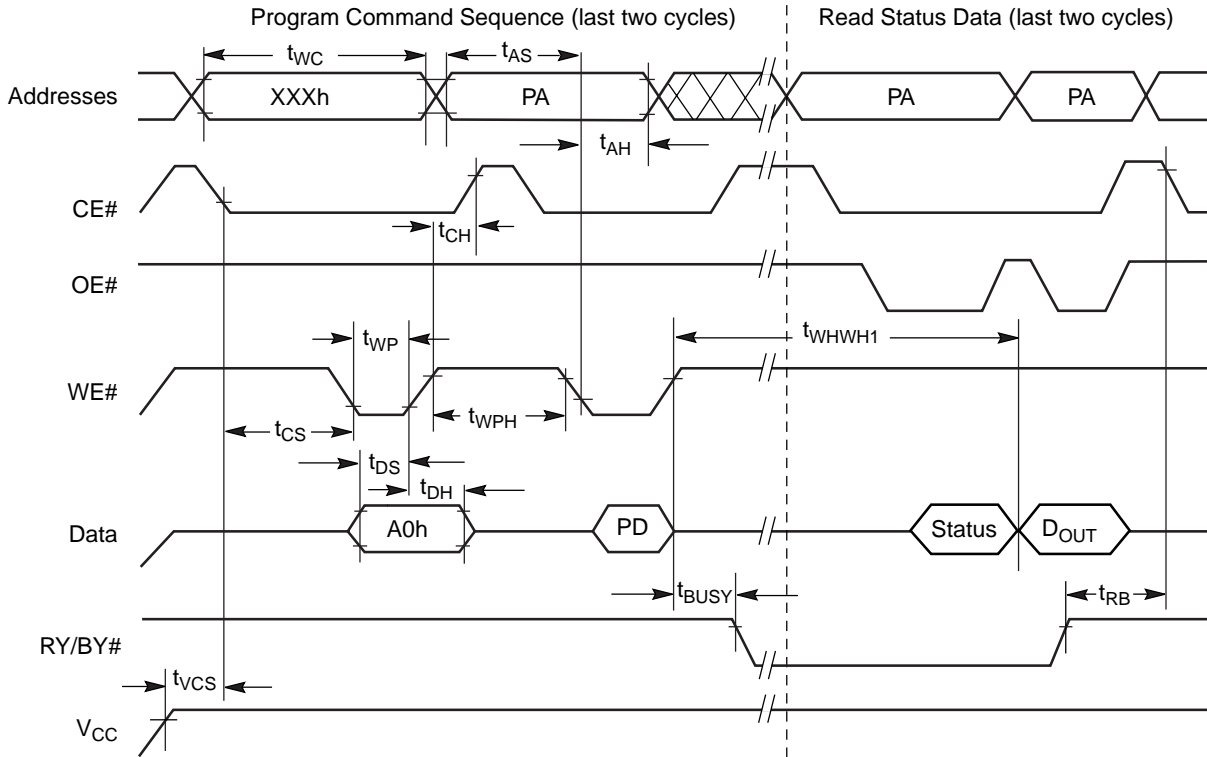 Program Command Sequence (last two cycles)
Read Status Data (last two cycles)
tWC
tAS
Addresses
XXXh
PA
PA
PA
tAH
CE#
tCH
OE#
tWP
tWHWH1
WE#
tWPH
tCS
tDS
tDH
Data
A0h
PD
Status
DOUT
tBUSY
tRB
RY/BY#
tVCS
VCC